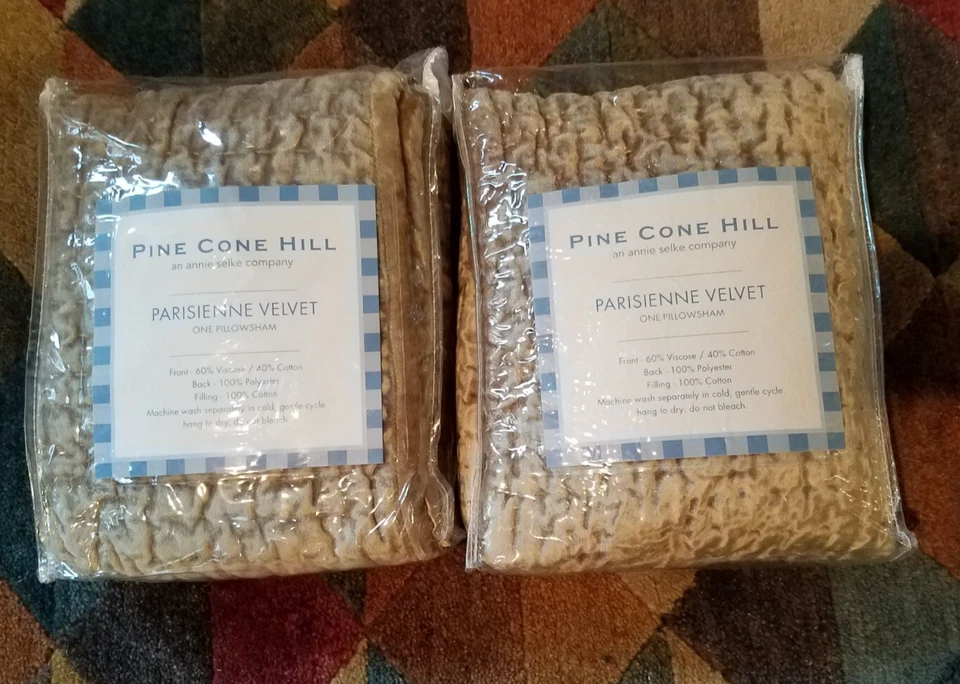 PINE CONE HILL
an annie selke company
PARISIENNE VELVET
ONE PILLOWSHAM
Front - 60% Viscose / 40% Cotton
Back - 100% Polyester
Filling - 100% Cotton
Machine wash separately in cold, gentle cycle
hang to dry, do not bleach.
PINE CONE HILL
an annie selke company
PARISIENNE VELVET
ONE PILLOWSHAM
Front - 60% Viscose / 40% Cotton
Back - 100% Polyester
Filling - 100% Cotton
Machine wash separately in cold, gentle cycle
hang to dry, do not bleach.